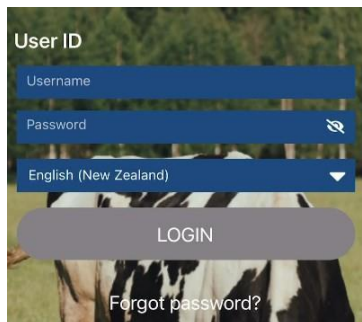 User ID
Username
Password
English (New Zealand)
LOGIN
Forgot password?